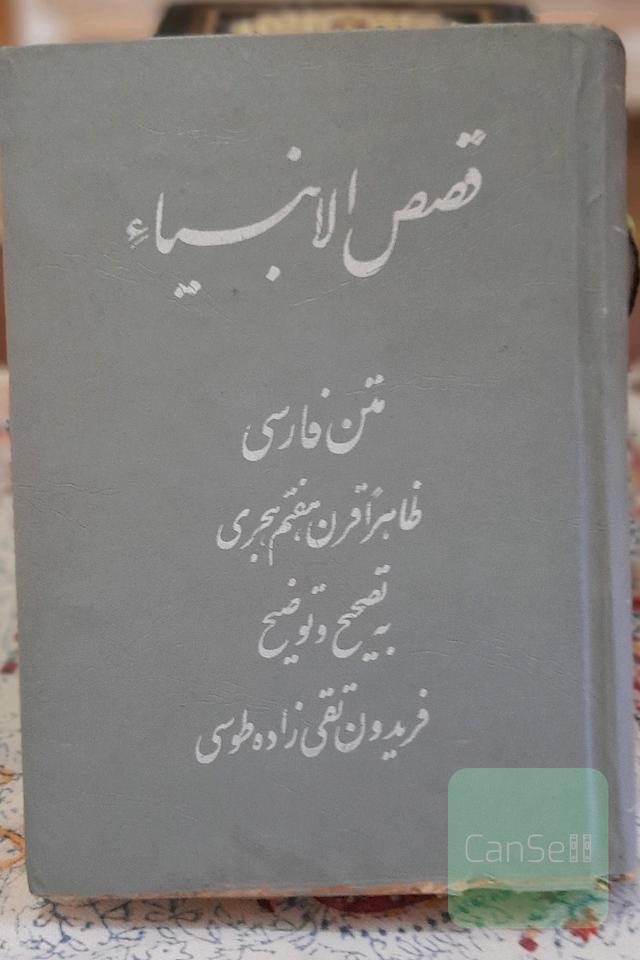 قصص الانبیاءِ
متن فارسی
ظاهراً قرن هفتم هجری
به تصحیح و توضیح
فریدون تقی زاده طوسی
CanSell